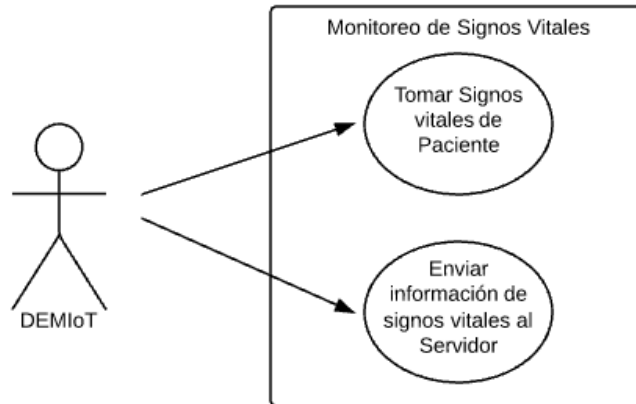 Monitoreo de Signos Vitales
Tomar Signos
vitales de
Paciente
Enviar
información de
signos vitales al
Servidor
DEMIoT